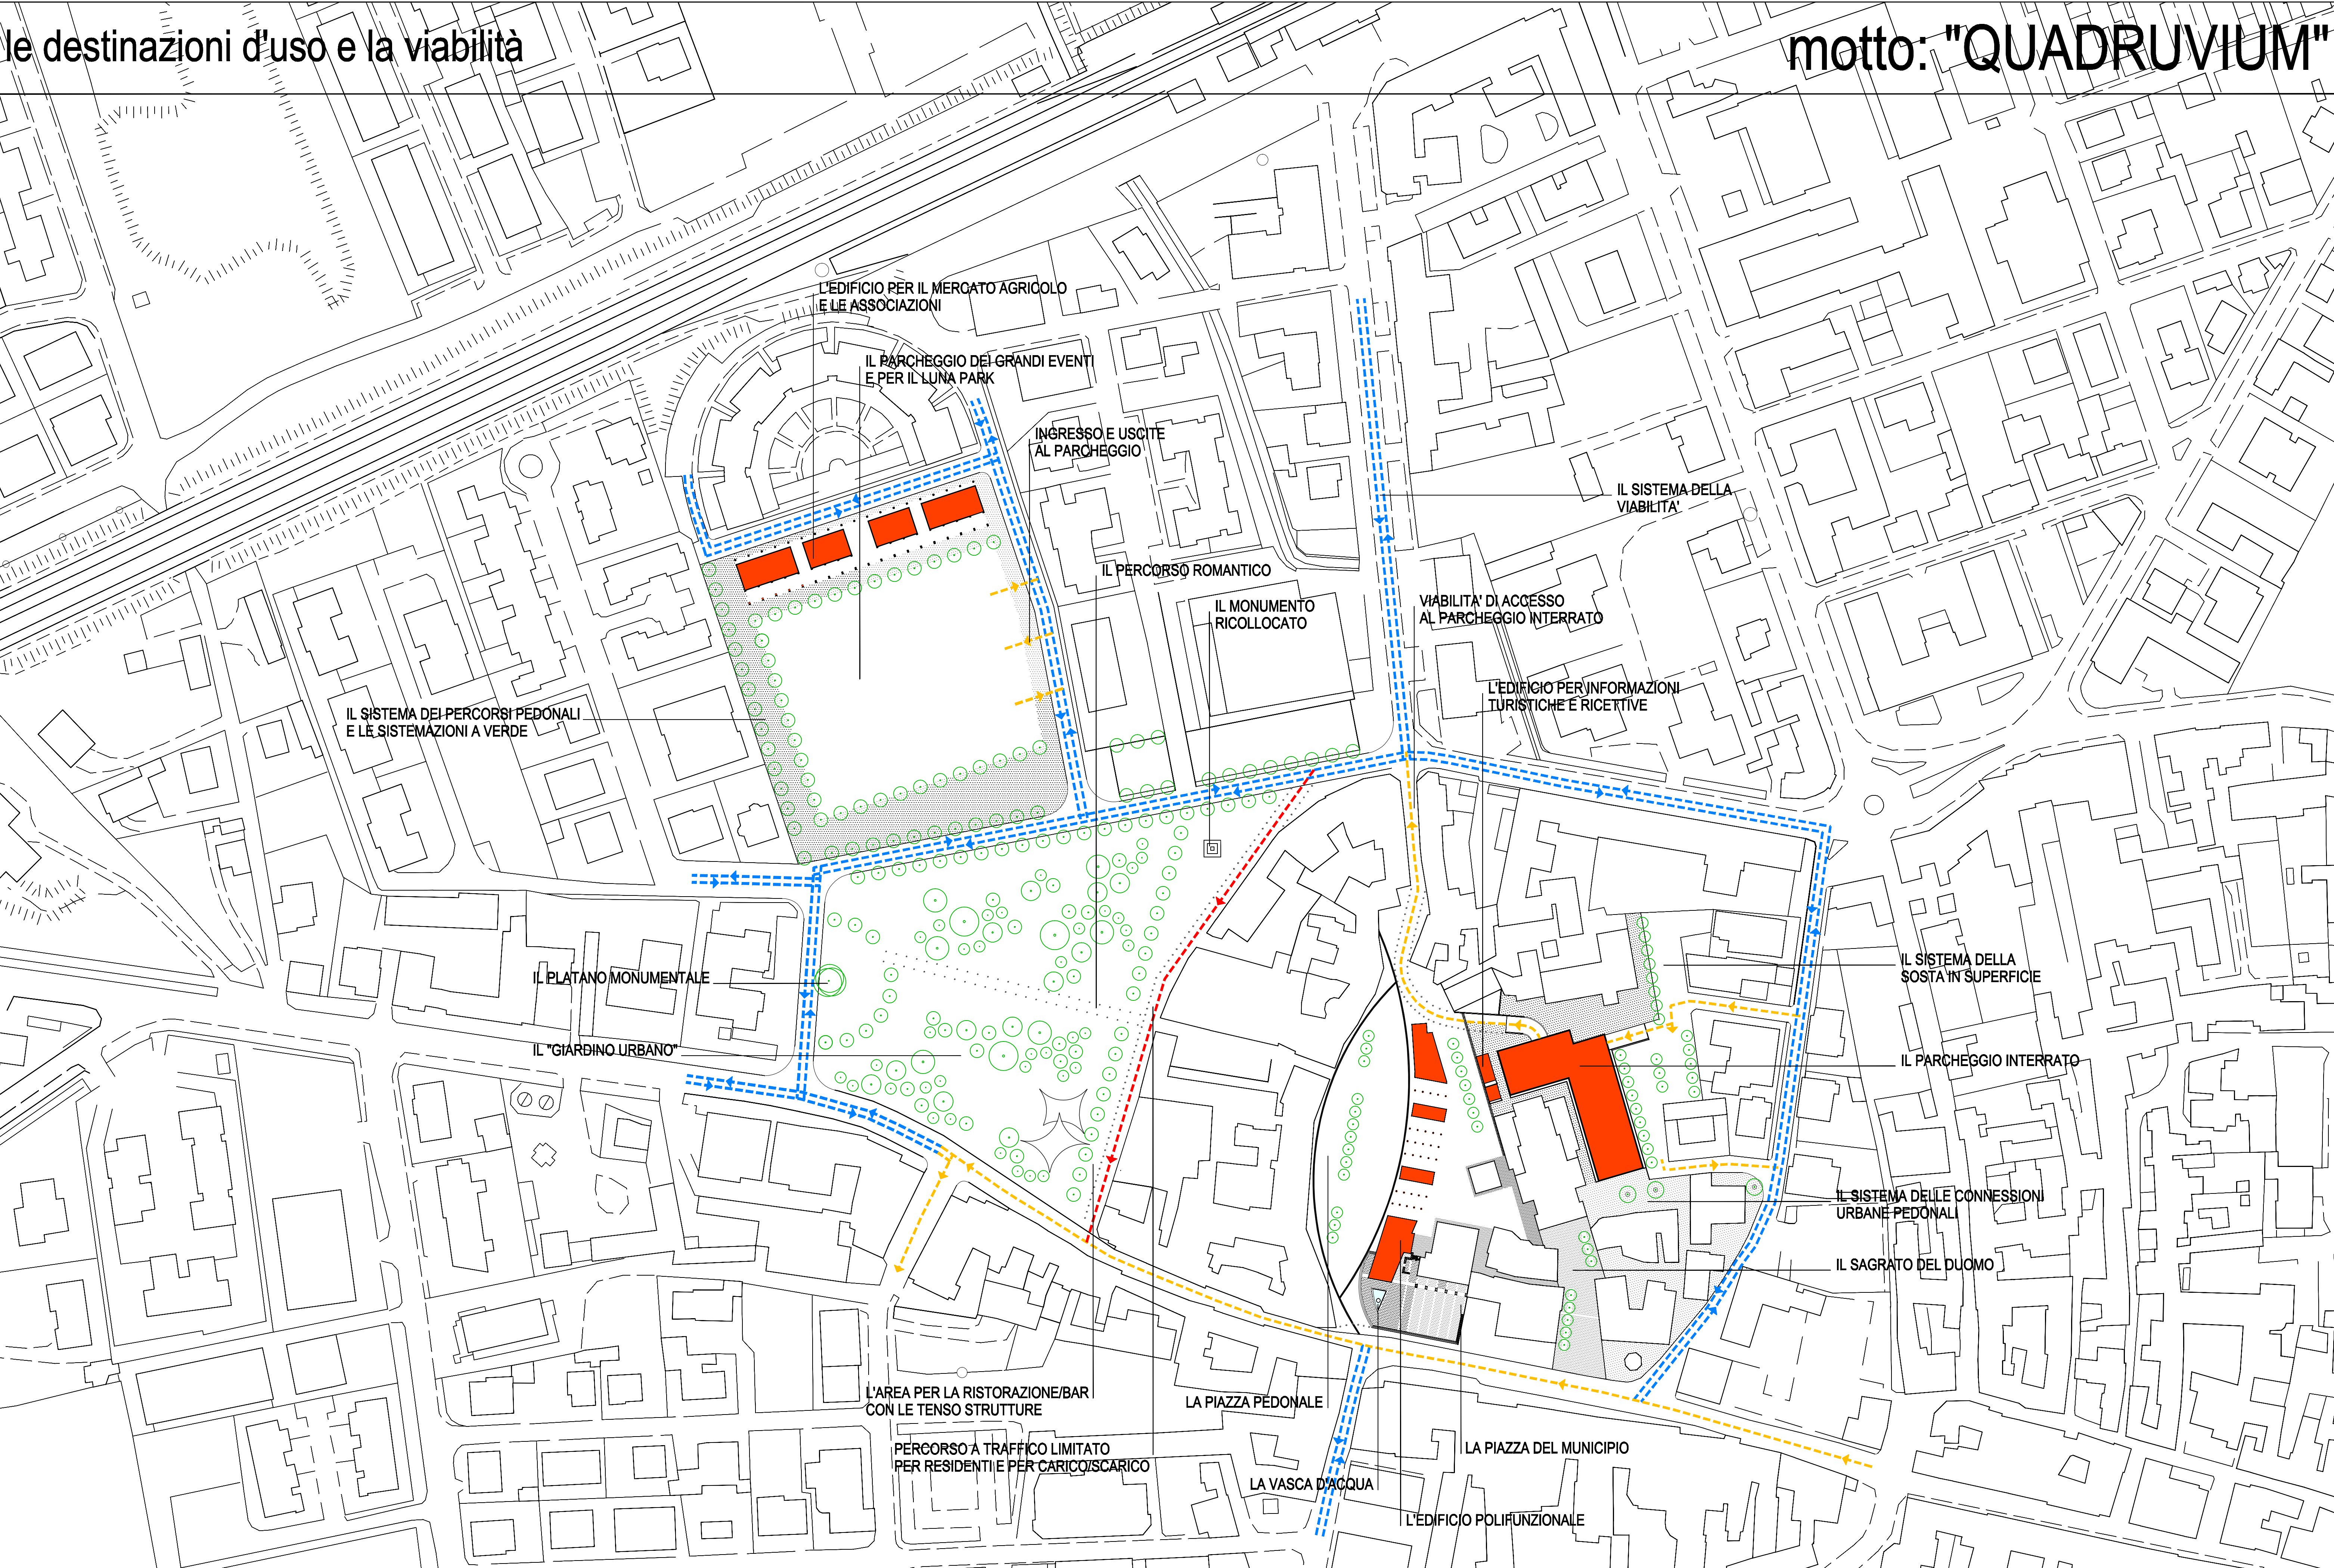 le destinazioni d'uso e la viabilità
motto: "QUADRUVIUM"
L'EDIFICIO PER IL MERCATO AGRICOLO
E LE ASSOCIAZIONI
IL PARCHEGGIO DEI GRANDI EVENTI
E PER IL LUNA PARK
INGRESSO E USCITE
AL PARCHEGGIO
IL SISTEMA DELLA
VIABILITA'
IL PERCORSO ROMANTICO
IL MONUMENTO
RICOLLOCATO
VIABILITA' DI ACCESSO
AL PARCHEGGIO INTERRATO
L'EDIFICIO PER INFORMAZIONI
TURISTICHE E RICETTIVE
IL SISTEMA DEI PERCORSI PEDONALI
E LE SISTEMAZIONI A VERDE
IL PLATANO MONUMENTALE
IL SISTEMA DELLA
SOSTA IN SUPERFICIE
IL "GIARDINO URBANO"
IL PARCHEGGIO INTERRATO
IL SISTEMA DELLE CONNESSIONI
URBANE PEDONALI
IL SAGRATO DEL DUOMO
L'AREA PER LA RISTORAZIONE/BAR
CON LE TENSO STRUTTURE
LA PIAZZA PEDONALE
PERCORSO A TRAFFICO LIMITATO
PER RESIDENTI E PER CARICO/SCARICO
LA PIAZZA DEL MUNICIPIO
LA VASCA D'ACQUA
L'EDIFICIO POLIFUNZIONALE